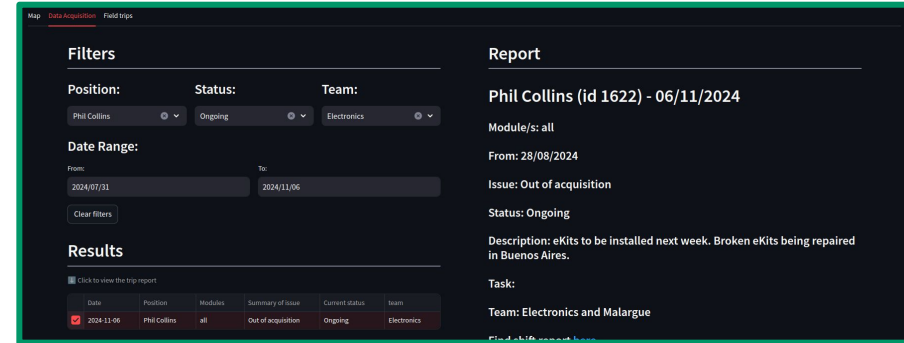 Map Data Acquisition Field trips
Filters
Position: Status: Team:
Phil Collins Ongoing Electronics
Date Range:
From: To:
2024/07/31 2024/11/06
Clear filters
Results
Click to view the trip report
Date Position Modules Summary of issue Current status team
2024-11-06 Phil Collins all Out of acquisition Ongoing Electronics
Report
Phil Collins (id 1622) - 06/11/2024
Module/s: all
From: 28/08/2024
Issue: Out of acquisition
Status: Ongoing
Description: eKits to be installed next week. Broken eKits being repaired
in Buenos Aires.
Task:
Team: Electronics and Malargue
Find shift report here